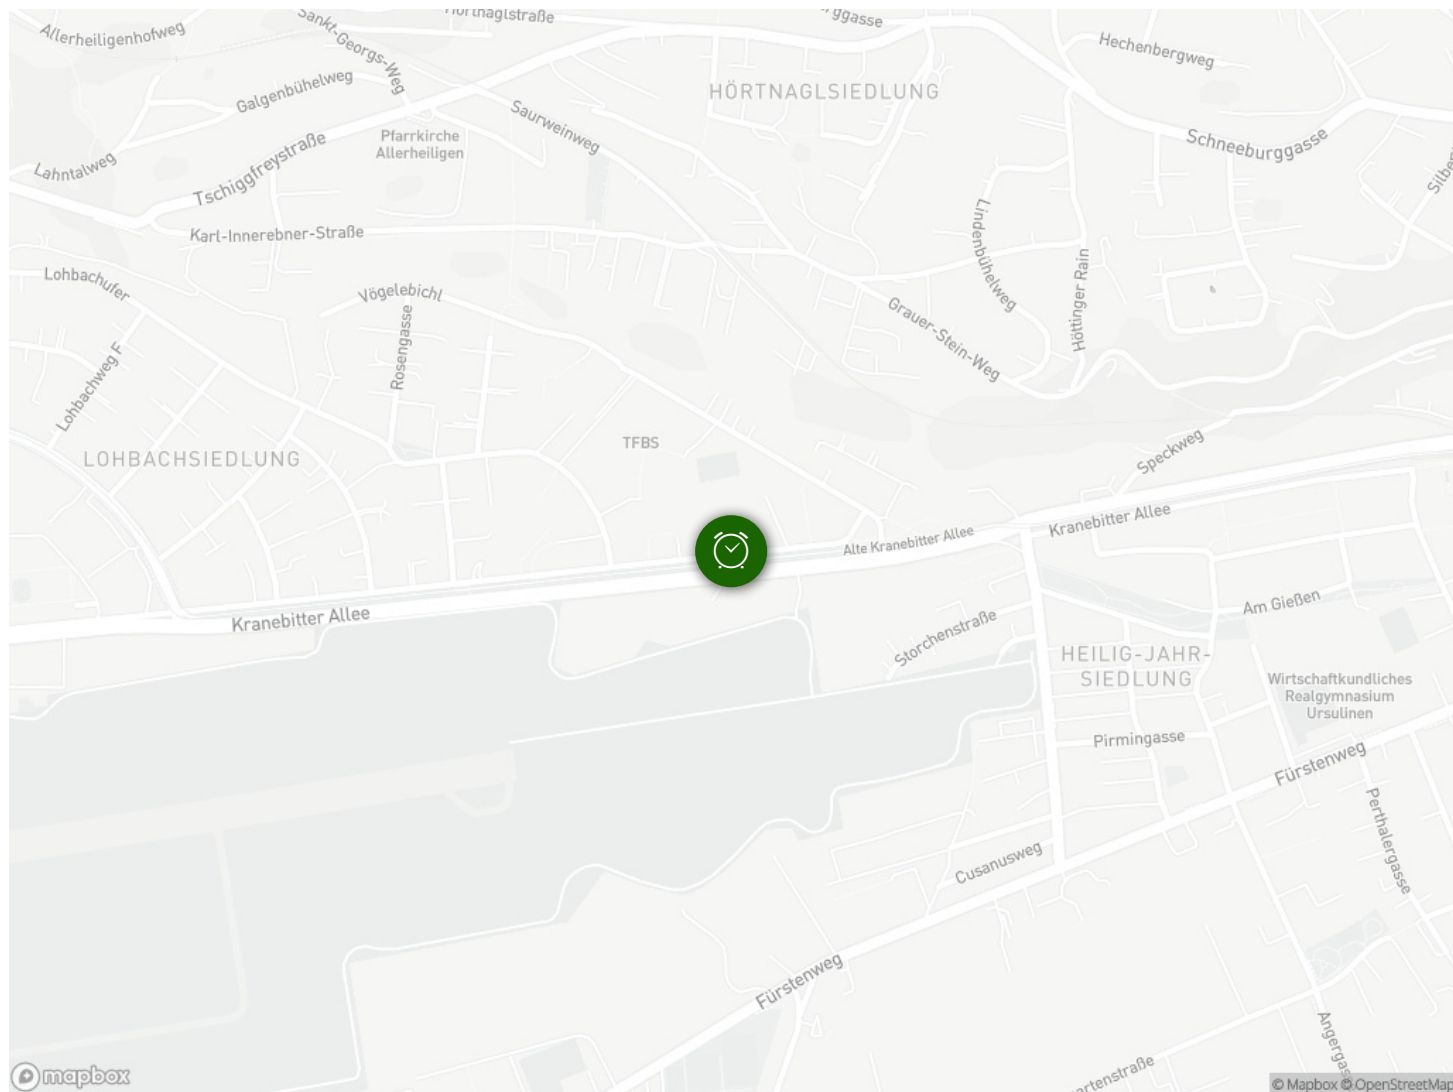 Hörtnaglstraße
Sankt-Georgs-Weg
Allerheiligenhofweg
Hechenbergweg
Galgenbühelweg
HÖRTNAGLSIEDLUNG
Saurweinweg
Pfarrkirche
Allerheiligen
Schneeburggasse
Lahntalweg
Tschiggfreystraße
Karl-Innerebner-Straße
Lindenbühelweg
Lohbachufer
Vögelebichl
Höttinger Rain
Rosengasse
Grauer-Stein-Weg
Lohbachweg F
TFBS
Speckweg
LOHBACHSIEDLUNG
Kranebitter Allee
Alte Kranebitter Allee
Am Gießen
Kranebitter Allee
Storchenstraße
HEILIG-JAHR-
SIEDLUNG
Wirtschaftkundliches
Realgymnasium
Ursulinen
Pirmingasse
Fürstenweg
Perthalergasse
Cusanusweg
Fürstenweg
mapbox
© Mapbox © OpenStreetMap